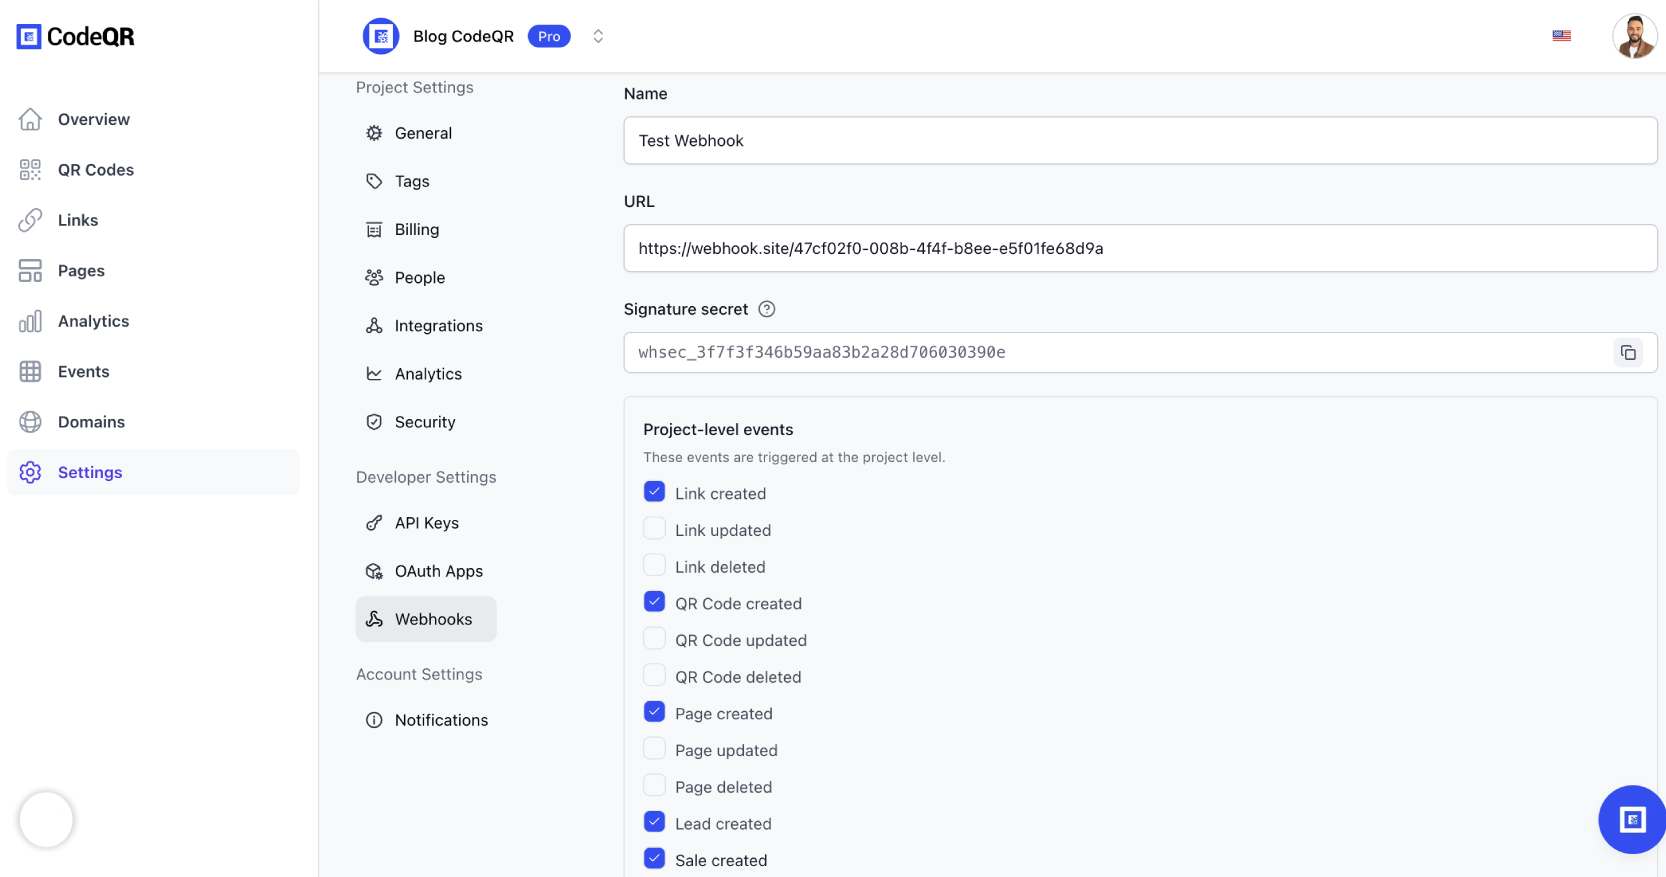 CodeQR
Blog CodeQR
Pro
Overview
QR Codes
Links
Pages
Analytics
Events
Domains
Settings
Project Settings
General
Tags
Billing
People
Integrations
Analytics
Security
Developer Settings
API Keys
OAuth Apps
Webhooks
Account Settings
Notifications
Name
Test Webhook
URL
https://webhook.site/47cf02f0-008b-4f4f-b8ee-e5f01fe68d9a
Signature secret
whsec_3f7f3f346b59aa83b2a28d706030390e
Project-level events
These events are triggered at the project level.
Link created
Link updated
Link deleted
QR Code created
QR Code updated
QR Code deleted
Page created
Page updated
Page deleted
Lead created
Sale created